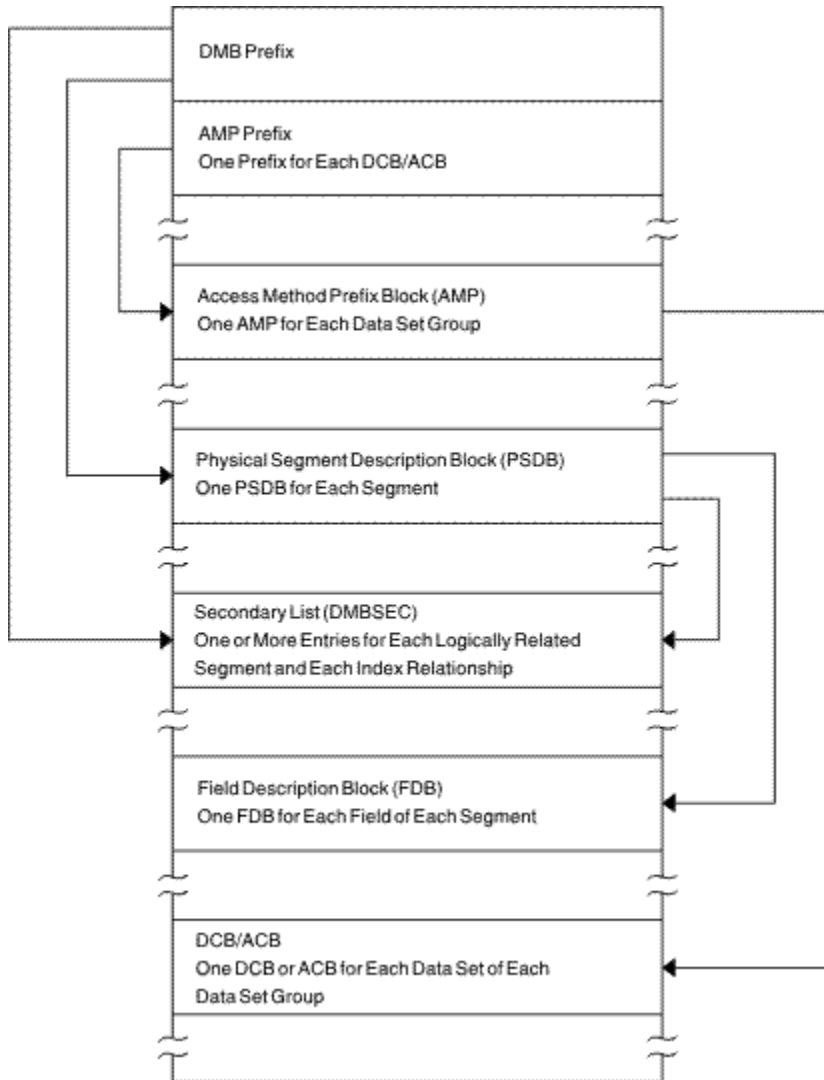 DMB Prefix
AMP Prefix
One Prefix for Each DCB/ACB
Access Method Prefix Block (AMP)
One AMP for Each Data Set Group
Physical Segment Description Block (PSDB)
One PSDB for Each Segment
Secondary List (DMBSEC)
One or More Entries for Each Logically Related
Segment and Each Index Relationship
Field Description Block (FDB)
One FDB for Each Field of Each Segment
DCB/ACB
One DCB or ACB for Each Data Set of Each
Data Set Group